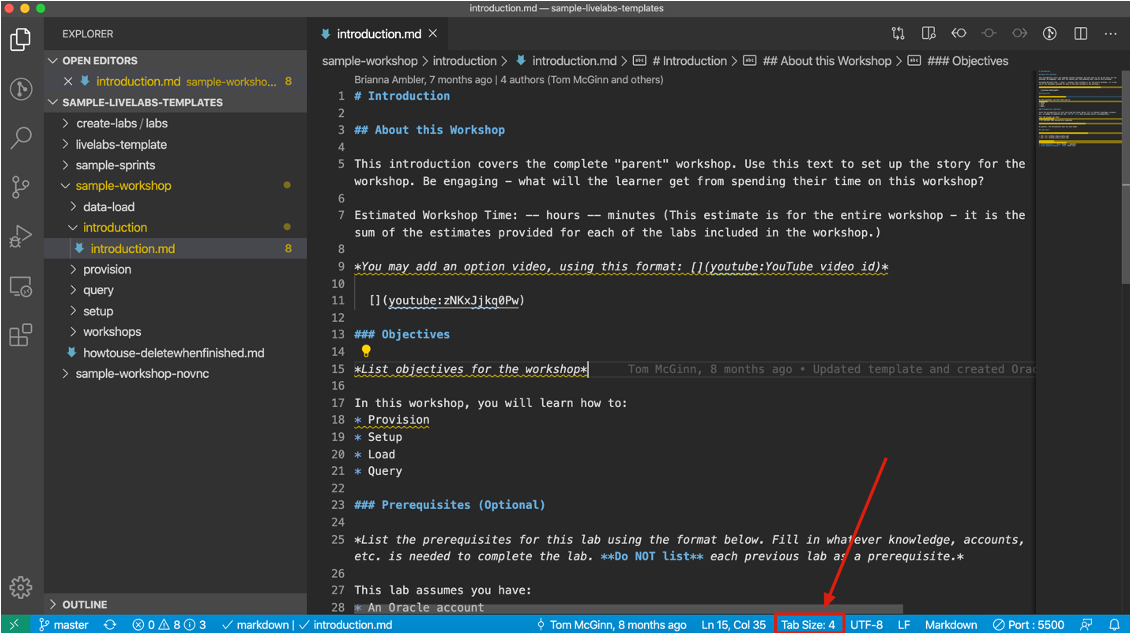 introduction.md — sample-livelabs-templates
EXPLORER
OPEN EDITORS
introduction.md sample-worksho... 8
SAMPLE-LIVELABS-TEMPLATES
create-labs / labs
livelabs-template
sample-sprints
sample-workshop
data-load
introduction
introduction.md 8
provision
query
setup
workshops
howtouse-deletewhenfinished.md
sample-workshop-novnc
OUTLINE
introduction.md
sample-workshop > introduction > introduction.md > # Introduction > ## About this Workshop > ### Objectives
Brianna Ambler, 7 months ago | 4 authors (Tom McGinn and others)
1 # Introduction
2
3 ## About this Workshop
4
5 This introduction covers the complete "parent" workshop. Use this text to set up the story for the
workshop. Be engaging - what will the learner get from spending their time on this workshop?
6
7 Estimated Workshop Time: -- hours -- minutes (This estimate is for the entire workshop - it is the
sum of the estimates provided for each of the labs included in the workshop.)
8
9 *You may add an option video, using this format: [](youtube:YouTube video id)*
10
11 [](youtube:zNKxJjkq0Pw)
12
13 ### Objectives
14
15 *List objectives for the workshop* Tom McGinn, 8 months ago • Updated template and created Orac
16
17 In this workshop, you will learn how to:
18 * Provision
19 * Setup
20 * Load
21 * Query
22
23 ### Prerequisites (Optional)
24
25 *List the prerequisites for this lab using the format below. Fill in whatever knowledge, accounts,
etc. is needed to complete the lab. **Do NOT list** each previous lab as a prerequisite.*
26
27 This lab assumes you have:
28 * An Oracle account
master 0 8 3 markdown | introduction.md Tom McGinn, 8 months ago Ln 15, Col 35 Tab Size: 4 UTF-8 LF Markdown Port : 5500